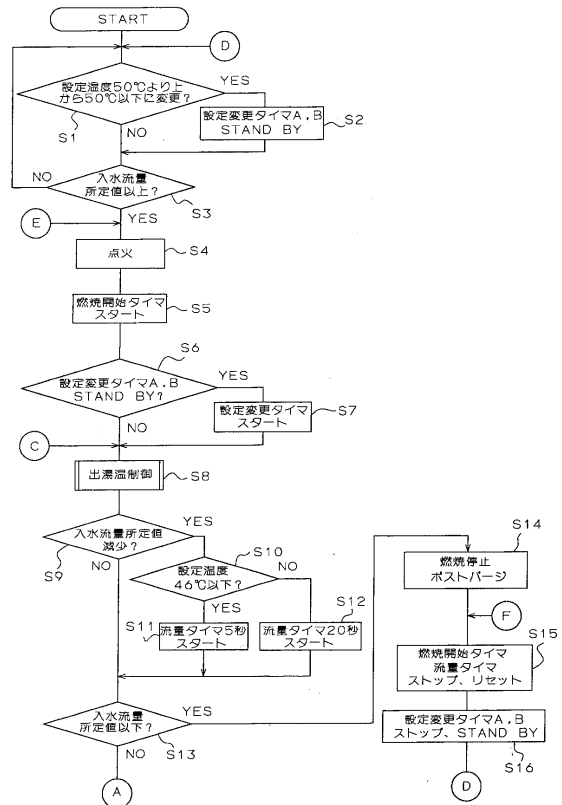 START
D
設定温度50℃より上
から50℃以下に変更?
YES
S1
NO
設定変更タイマA,B
STAND BY
S2
NO
入水流量
所定値以上?
S3
E
YES
点火
S4
燃焼開始タイマ
スタート
S5
S6
設定変更タイマA,B
STAND BY?
YES
設定変更タイマ
スタート
S7
NO
C
出湯温制御
S8
入水流量所定値
減少?
YES
S9
NO
S10
設定温度
46℃以下?
NO
YES
S11
流量タイマ5秒
スタート
S12
流量タイマ20秒
スタート
入水流量
所定値以下?
YES
S13
NO
A
S14
燃焼停止
ポストパージ
F
S15
燃焼開始タイマ
流量タイマ
ストップ、リセット
設定変更タイマA,B
ストップ、STAND BY
S16
D